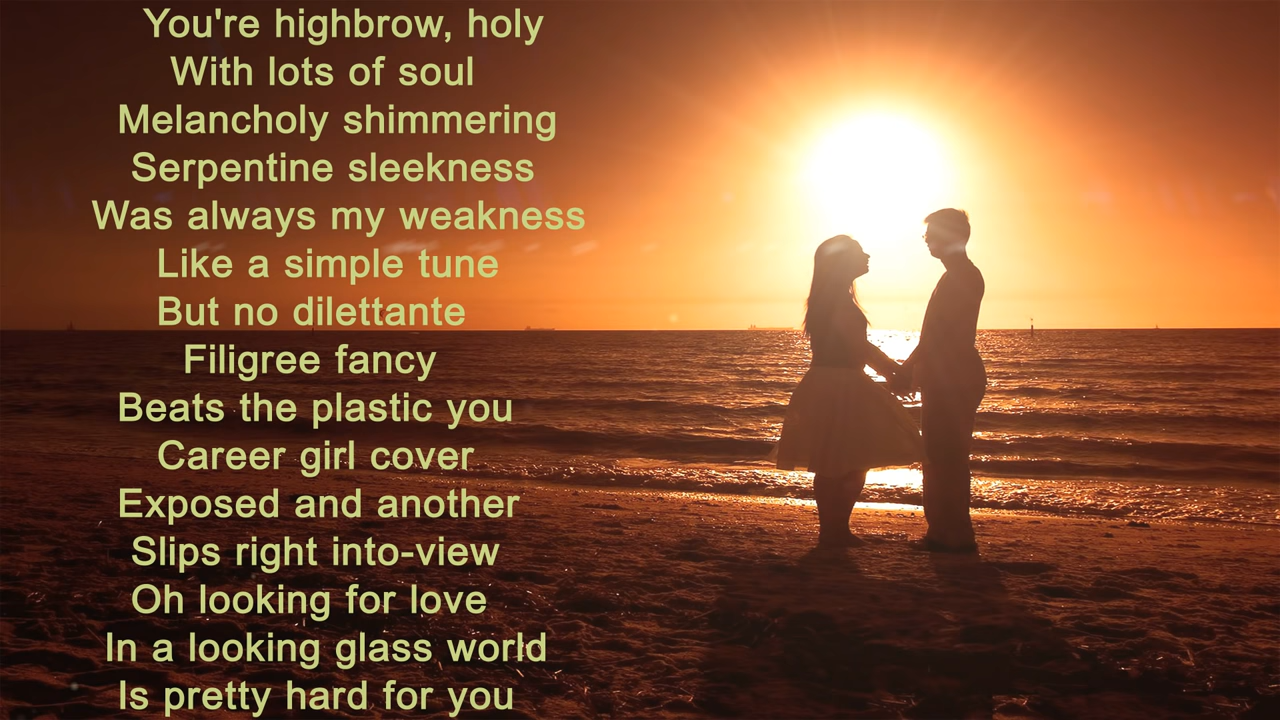 You're highbrow, holy
With lots of soul
Melancholy shimmering
Serpentine sleekness
Was always my weakness
Like a simple tune
But no dilettante
Filigree fancy
Beats the plastic you
Career girl cover
Exposed and another
Slips right into-view
Oh looking for love
In a looking glass world
Is pretty hard for you